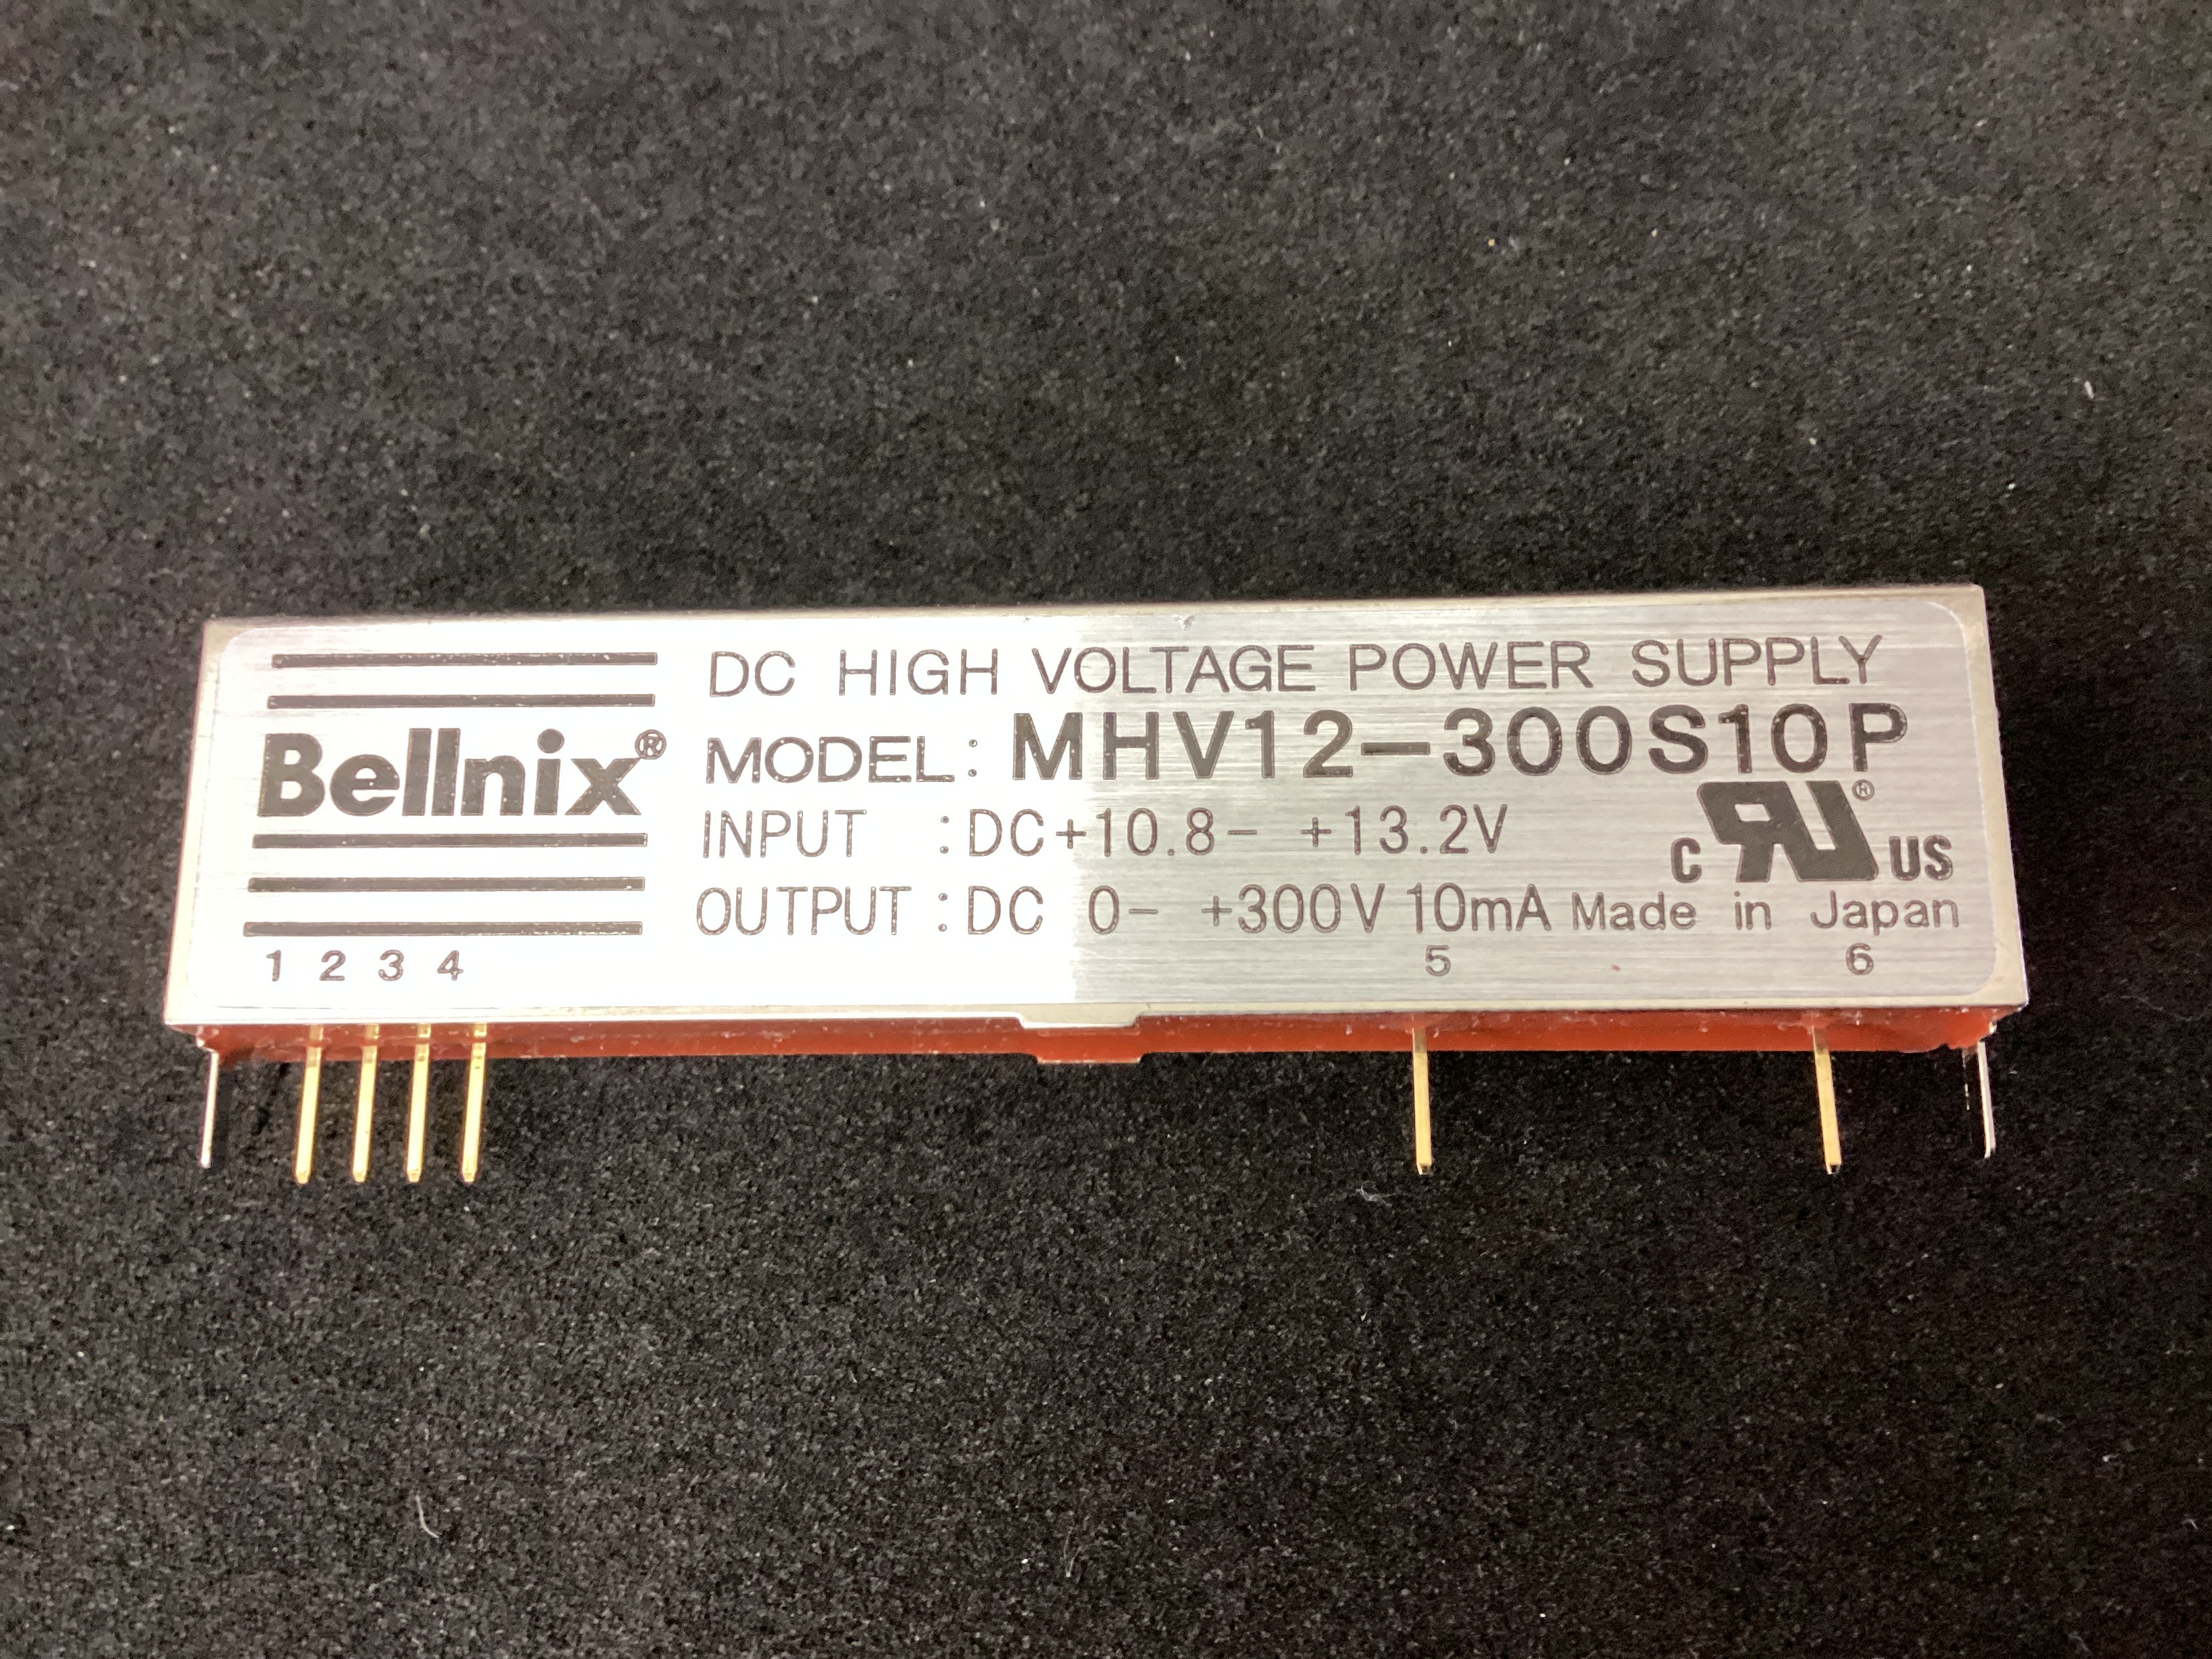 DC HIGH VOLTAGE POWER SUPPLY
Bellnix®
MODEL: MHV12-300S10P
INPUT :DC+10.8- +13.2V
c RU® US
OUTPUT :DC 0- +300V 10mA Made in Japan
1 2 3 4 5 6